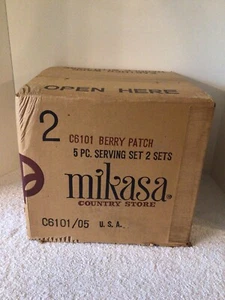 OPEN HERE
2
C6101 BERRY PATCH
5 PC. SERVING SET 2 SETS
mikasa®
COUNTRY STORE
C6101/05 U.S.A.